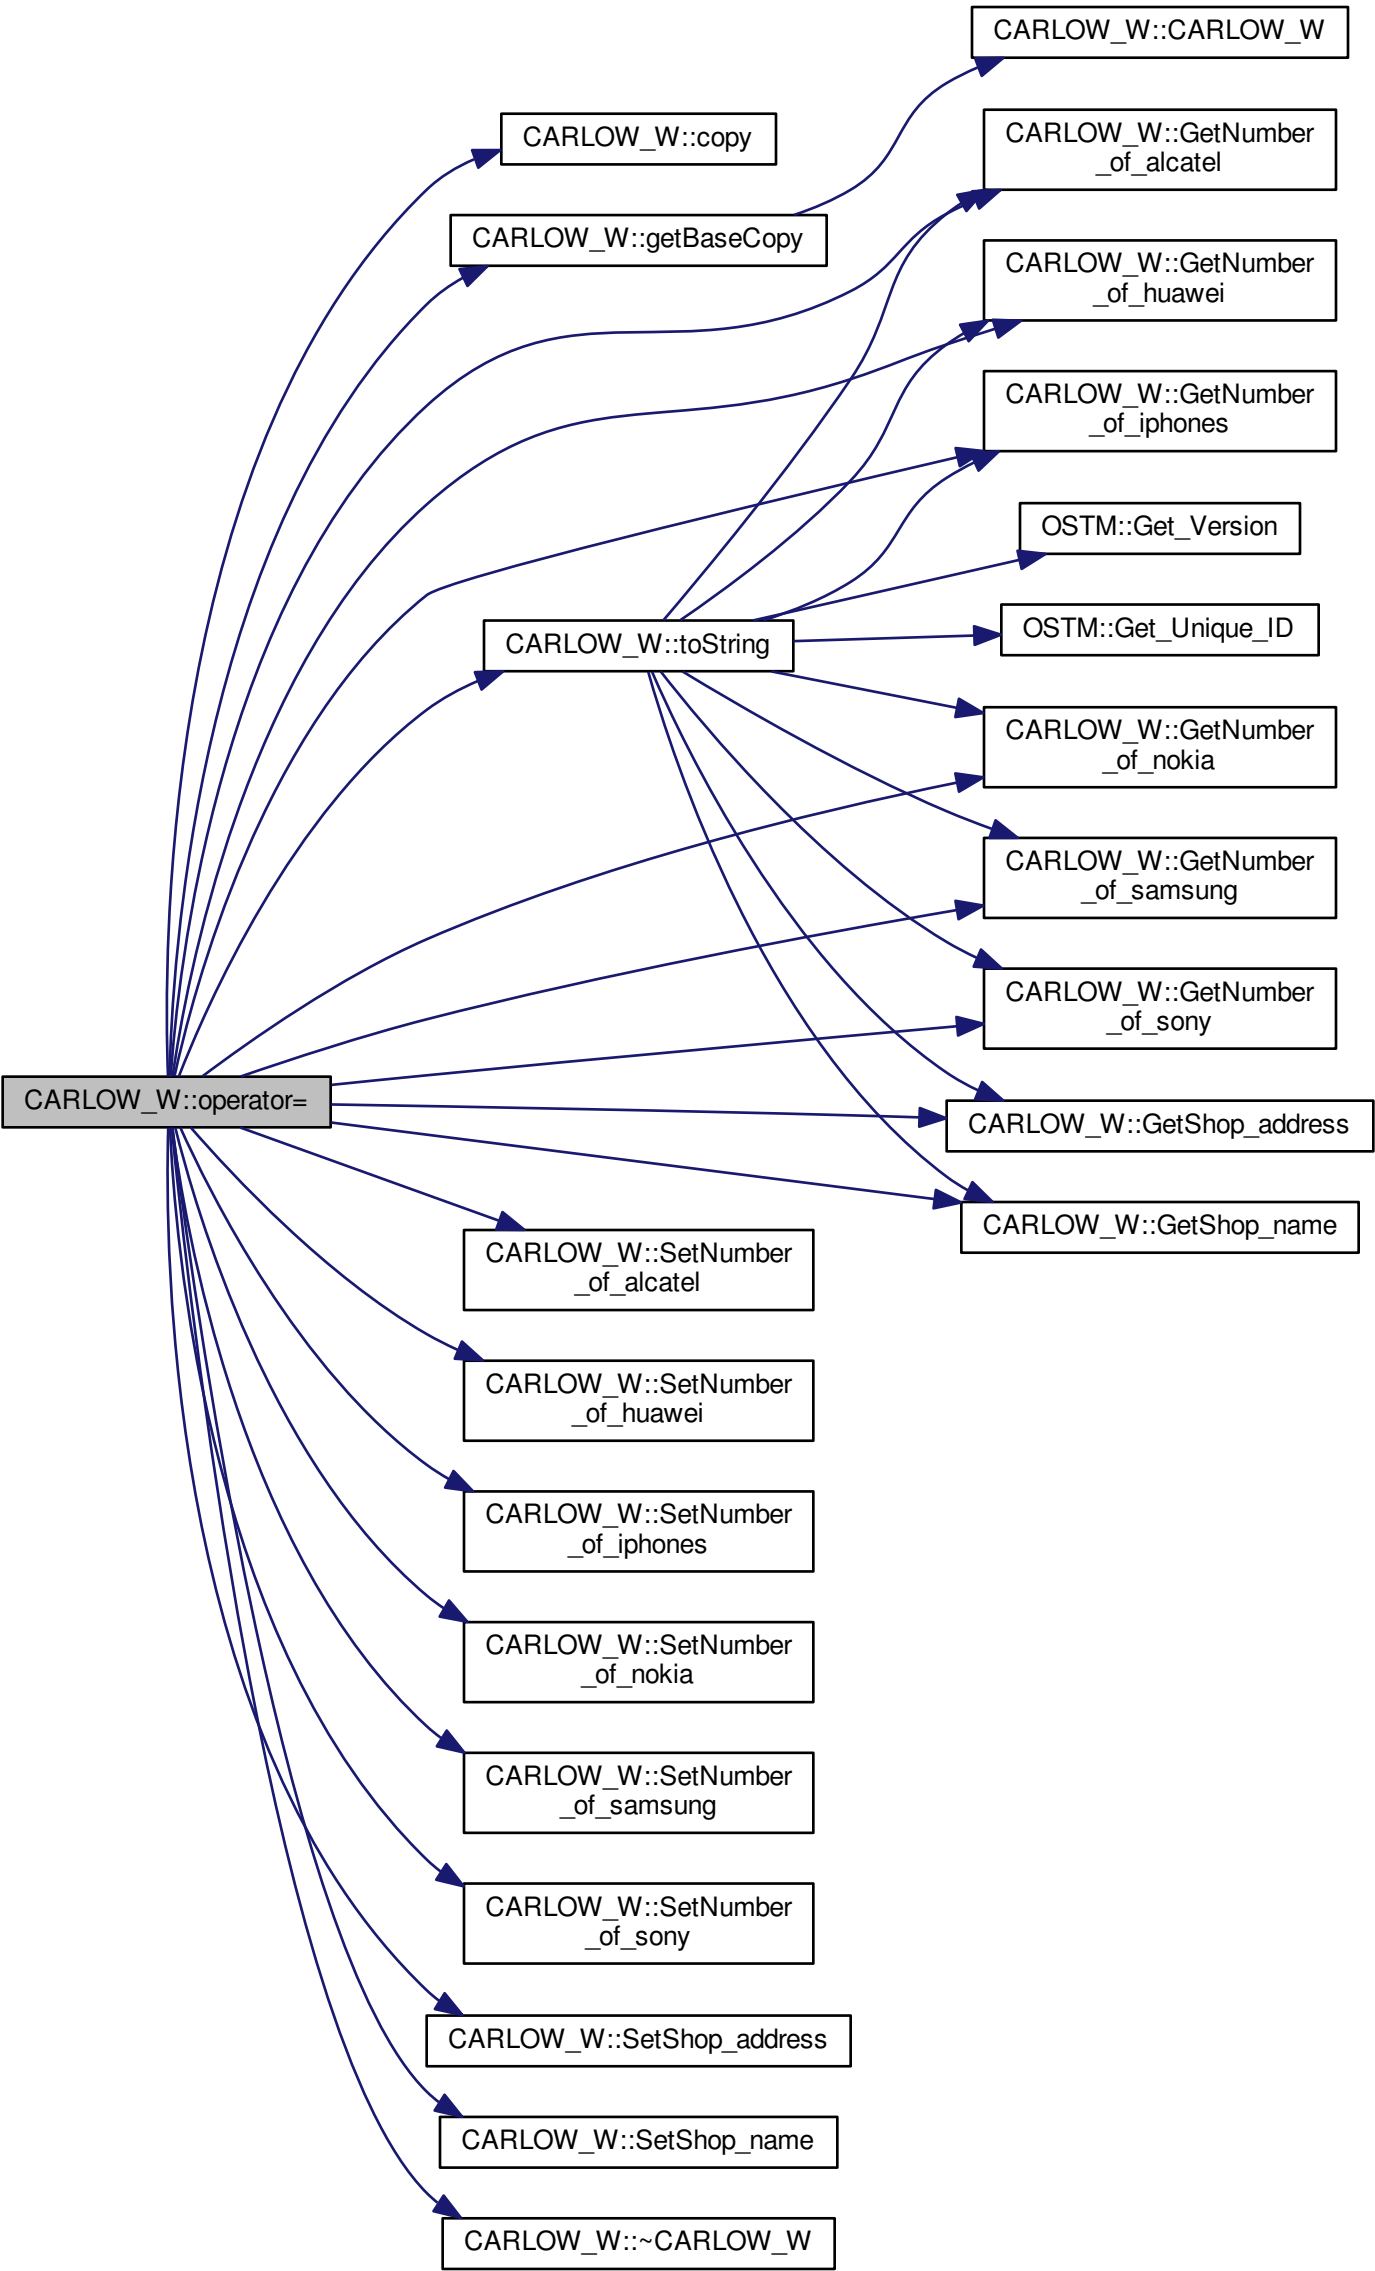 CARLOW_W::CARLOW_W
CARLOW_W::copy
CARLOW_W::GetNumber
_of_alcatel
CARLOW_W::getBaseCopy
CARLOW_W::GetNumber
_of_huawei
CARLOW_W::GetNumber
_of_iphones
OSTM::Get_Version
OSTM::Get_Unique_ID
CARLOW_W::toString
CARLOW_W::GetNumber
_of_nokia
CARLOW_W::GetNumber
_of_samsung
CARLOW_W::GetNumber
_of_sony
CARLOW_W::operator=
CARLOW_W::GetShop_address
CARLOW_W::GetShop_name
CARLOW_W::SetNumber
_of_alcatel
CARLOW_W::SetNumber
_of_huawei
CARLOW_W::SetNumber
_of_iphones
CARLOW_W::SetNumber
_of_nokia
CARLOW_W::SetNumber
_of_samsung
CARLOW_W::SetNumber
_of_sony
CARLOW_W::SetShop_address
CARLOW_W::SetShop_name
CARLOW_W::~CARLOW_W